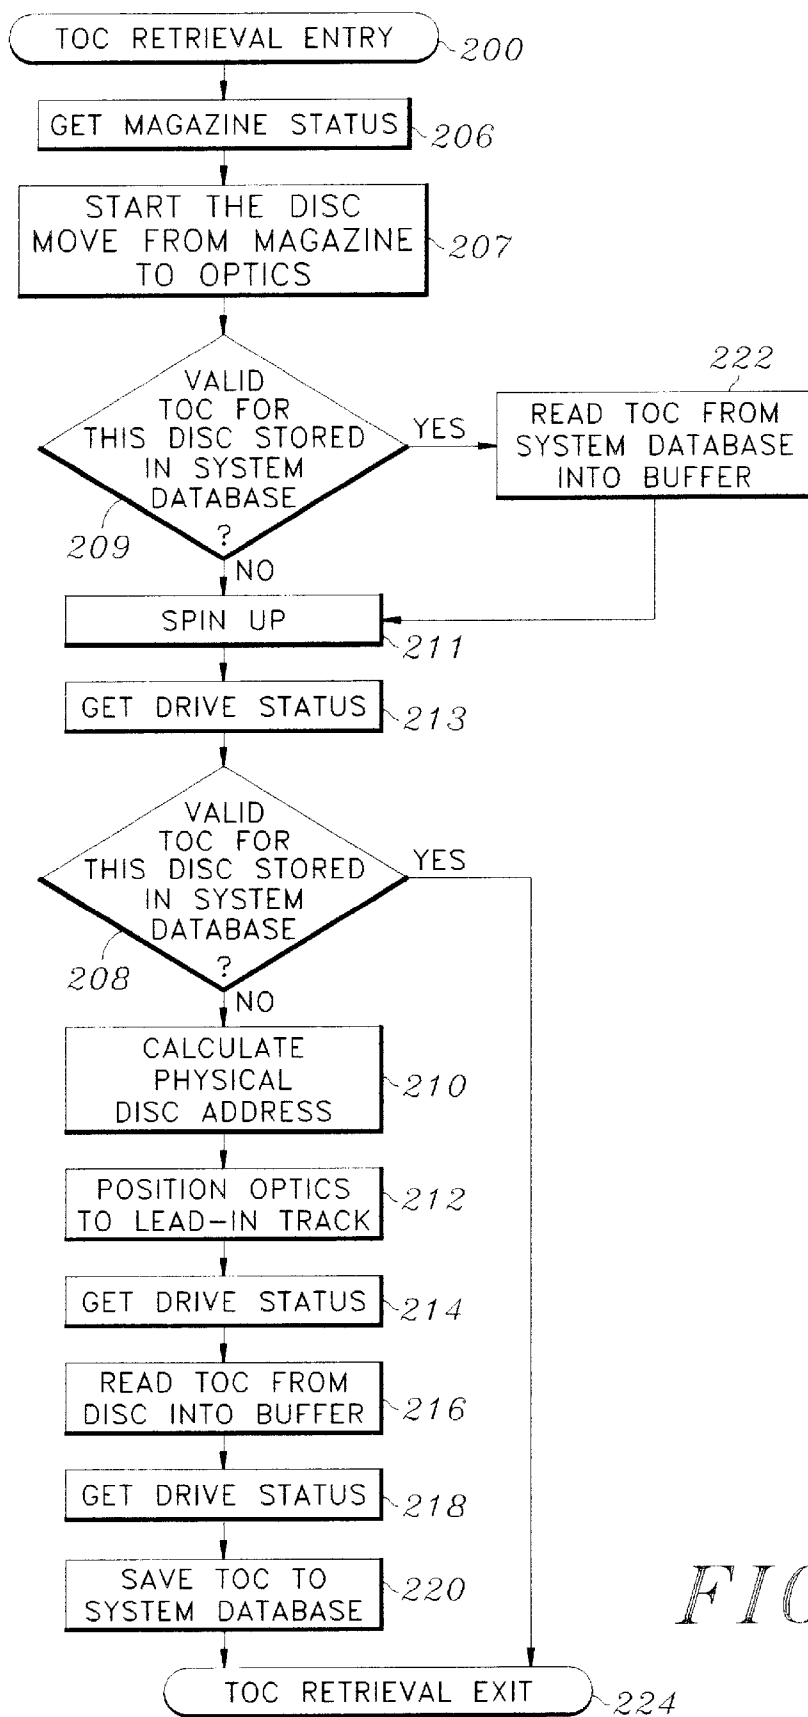 TOC RETRIEVAL ENTRY
200
GET MAGAZINE STATUS
206
START THE DISC
MOVE FROM MAGAZINE
TO OPTICS
207
VALID
TOC FOR
THIS DISC STORED
IN SYSTEM
DATABASE
?
209
YES
222
READ TOC FROM
SYSTEM DATABASE
INTO BUFFER
NO
SPIN UP
211
GET DRIVE STATUS
213
VALID
TOC FOR
THIS DISC STORED
IN SYSTEM
DATABASE
?
208
YES
NO
CALCULATE
PHYSICAL
DISC ADDRESS
210
POSITION OPTICS
TO LEAD-IN TRACK
212
GET DRIVE STATUS
214
READ TOC FROM
DISC INTO BUFFER
216
GET DRIVE STATUS
218
SAVE TOC TO
SYSTEM DATABASE
220
TOC RETRIEVAL EXIT
224